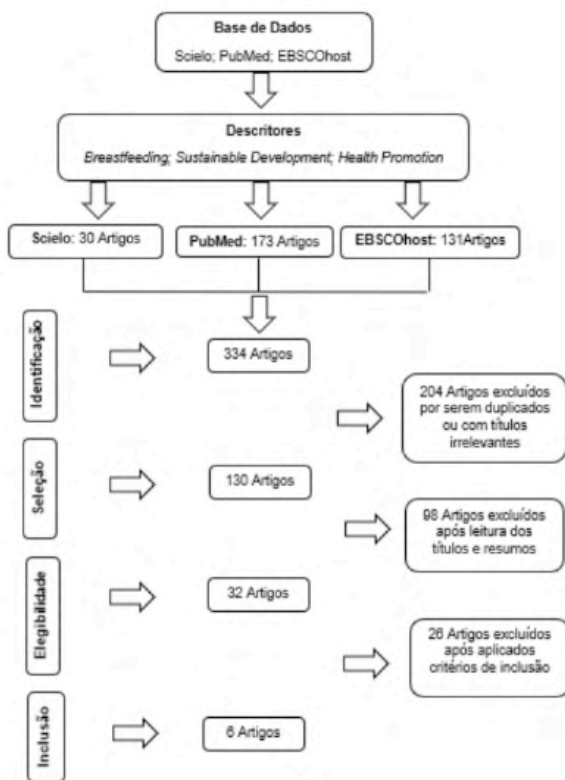 Base de Dados
Scielo; PubMed; EBSCOhost
Descritores
Breastfeeding; Sustainable Development; Health Promotion
Scielo: 30 Artigos
PubMed: 173 Artigos
EBSCOhost: 131Artigos
Identificação
334 Artigos
204 Artigos excluídos
por serem duplicados
ou com títulos
irrelevantes
Seleção
130 Artigos
98 Artigos excluídos
após leitura dos
títulos e resumos
Elegibilidade
32 Artigos
26 Artigos excluídos
após aplicados
critérios de inclusão
Inclusão
6 Artigos